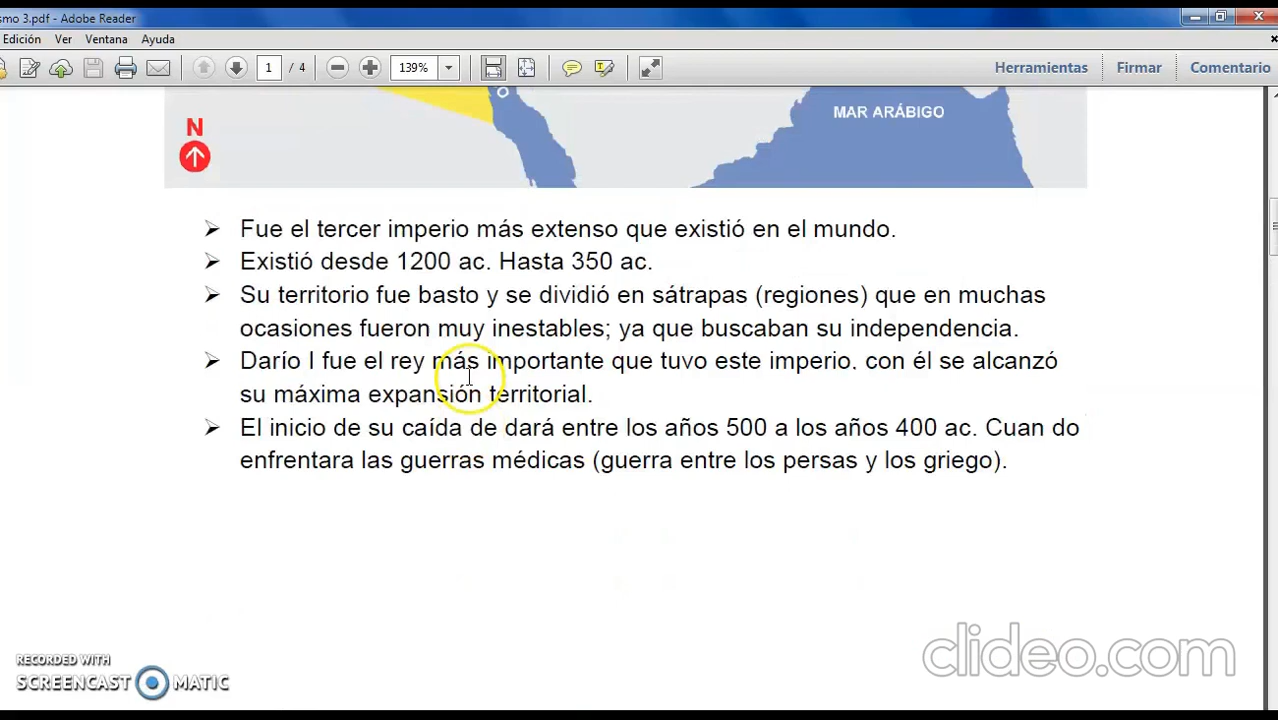 smo 3.pdf - Adobe Reader
Edición Ver Ventana Ayuda
1 / 4 139% Herramientas Firmar Comentario
MAR ARÁBIGO
N
Fue el tercer imperio más extenso que existió en el mundo.
Existió desde 1200 ac. Hasta 350 ac.
Su territorio fue basto y se dividió en sátrapas (regiones) que en muchas
ocasiones fueron muy inestables; ya que buscaban su independencia.
Darío I fue el rey más importante que tuvo este imperio. con él se alcanzó
su máxima expansión territorial.
El inicio de su caída de dará entre los años 500 a los años 400 ac. Cuan do
enfrentara las guerras médicas (guerra entre los persas y los griego).
clideo.com
RECORDED WITH
SCREENCAST MATIC